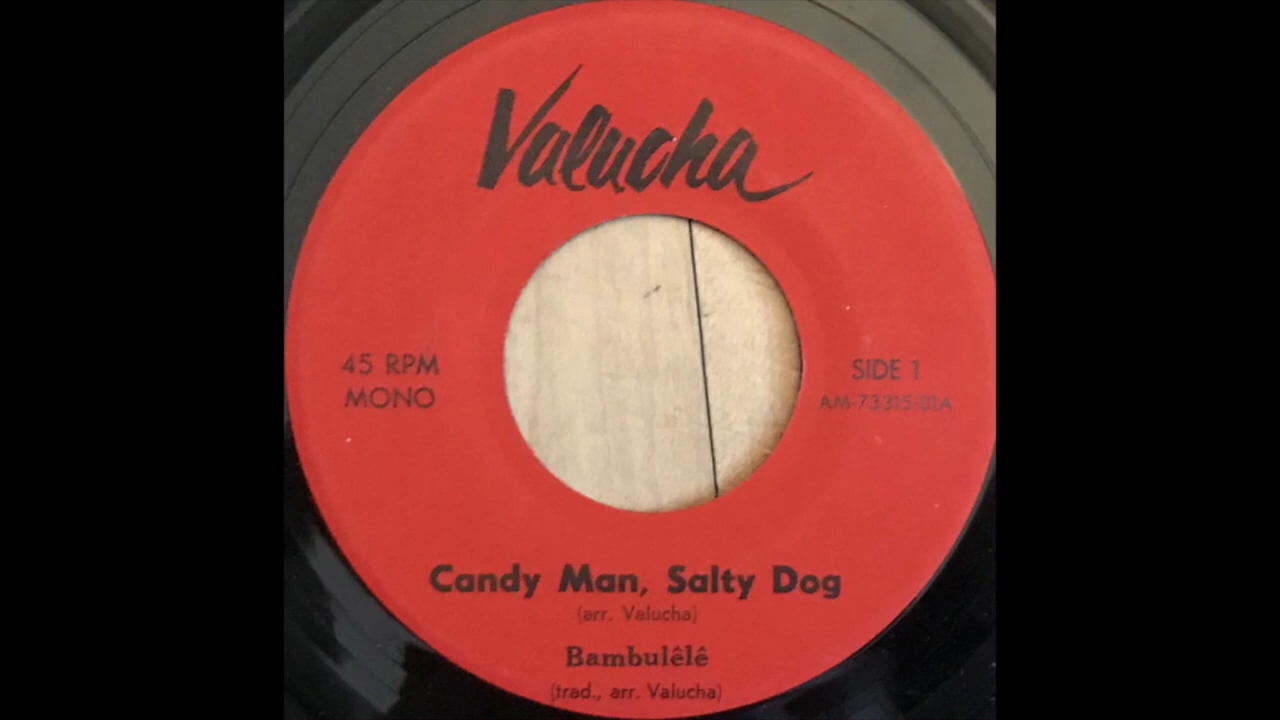 Valucha
45 RPM
MONO
SIDE 1
AM-73315-01A
Candy Man, Salty Dog
(arr. Valucha)
Bambulêlê
(trad., arr. Valucha)